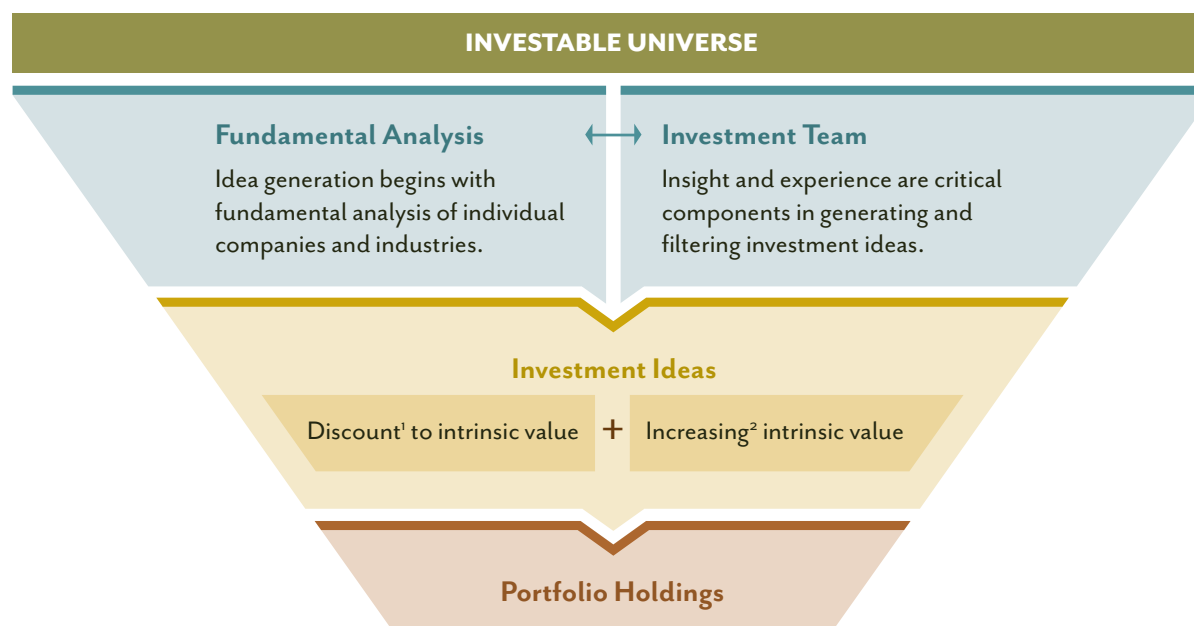 INVESTABLE UNIVERSE
Fundamental Analysis
Idea generation begins with
fundamental analysis of individual
companies and industries.
Investment Team
Insight and experience are critical
components in generating and
filtering investment ideas.
Investment Ideas
Discount¹ to intrinsic value + Increasing² intrinsic value
Portfolio Holdings